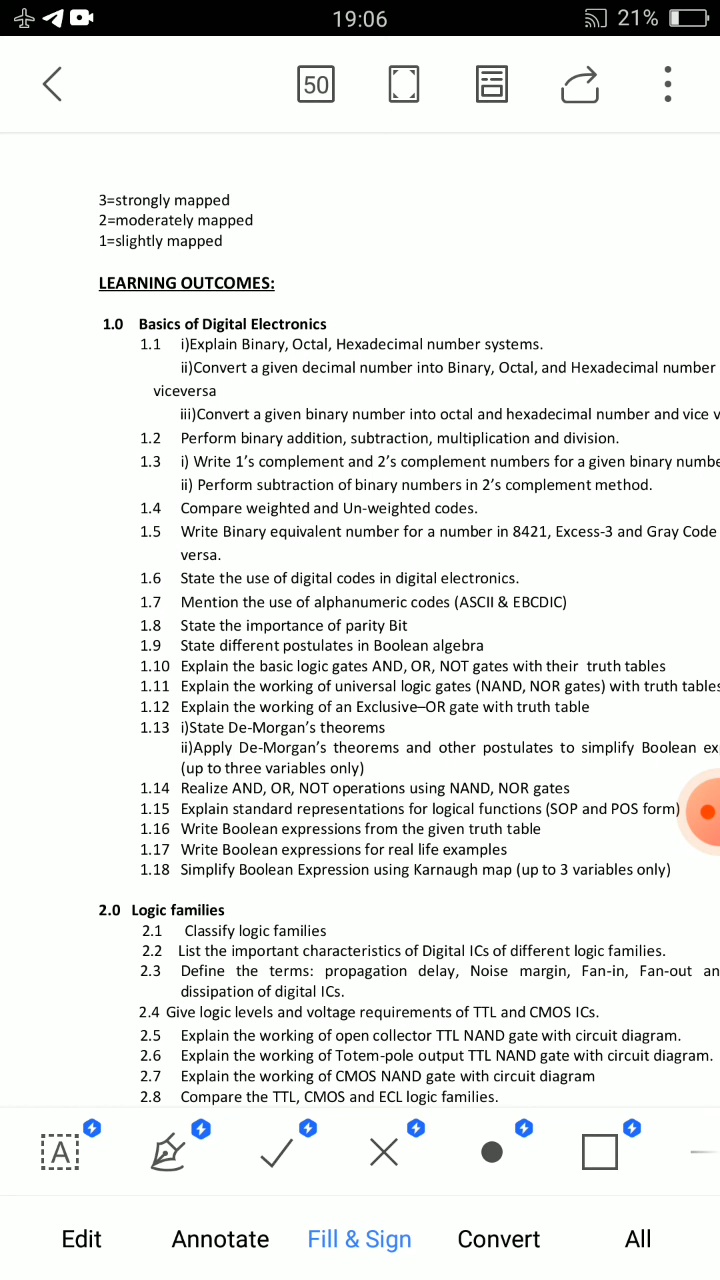 19:06
21%
50
3=strongly mapped
2=moderately mapped
1=slightly mapped
LEARNING OUTCOMES:
1.0 Basics of Digital Electronics
1.1 i)Explain Binary, Octal, Hexadecimal number systems.
ii)Convert a given decimal number into Binary, Octal, and Hexadecimal number
viceversa
iii)Convert a given binary number into octal and hexadecimal number and vice v
1.2 Perform binary addition, subtraction, multiplication and division.
1.3 i) Write 1’s complement and 2’s complement numbers for a given binary numbe
ii) Perform subtraction of binary numbers in 2’s complement method.
1.4 Compare weighted and Un-weighted codes.
1.5 Write Binary equivalent number for a number in 8421, Excess-3 and Gray Code
versa.
1.6 State the use of digital codes in digital electronics.
1.7 Mention the use of alphanumeric codes (ASCII & EBCDIC)
1.8 State the importance of parity Bit
1.9 State different postulates in Boolean algebra
1.10 Explain the basic logic gates AND, OR, NOT gates with their truth tables
1.11 Explain the working of universal logic gates (NAND, NOR gates) with truth tables
1.12 Explain the working of an Exclusive–OR gate with truth table
1.13 i)State De-Morgan’s theorems
ii)Apply De-Morgan’s theorems and other postulates to simplify Boolean ex
(up to three variables only)
1.14 Realize AND, OR, NOT operations using NAND, NOR gates
1.15 Explain standard representations for logical functions (SOP and POS form)
1.16 Write Boolean expressions from the given truth table
1.17 Write Boolean expressions for real life examples
1.18 Simplify Boolean Expression using Karnaugh map (up to 3 variables only)
2.0 Logic families
2.1 Classify logic families
2.2 List the important characteristics of Digital ICs of different logic families.
2.3 Define the terms: propagation delay, Noise margin, Fan-in, Fan-out an
dissipation of digital ICs.
2.4 Give logic levels and voltage requirements of TTL and CMOS ICs.
2.5 Explain the working of open collector TTL NAND gate with circuit diagram.
2.6 Explain the working of Totem-pole output TTL NAND gate with circuit diagram.
2.7 Explain the working of CMOS NAND gate with circuit diagram
2.8 Compare the TTL, CMOS and ECL logic families.
A
Edit Annotate Fill & Sign Convert All